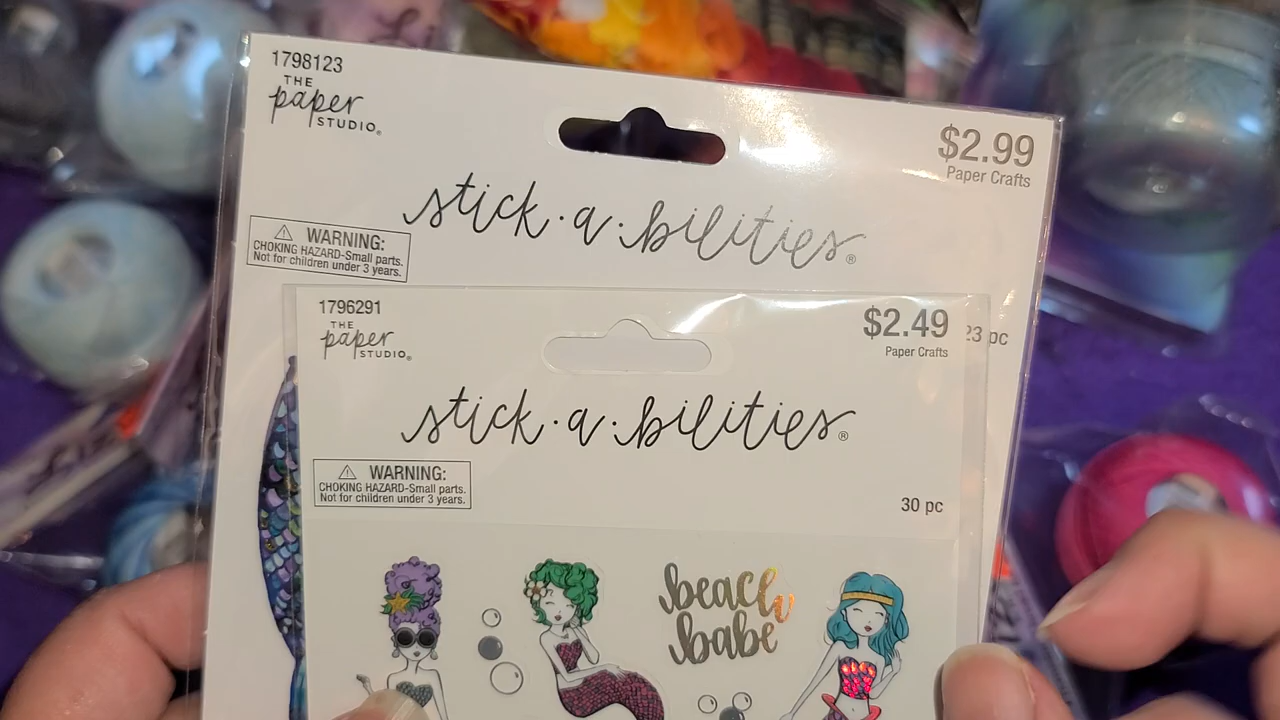 1798123
THE
paper
STUDIO®
$2.99
Paper Crafts
stick·a·bilities®
⚠ WARNING:
CHOKING HAZARD-Small parts.
Not for children under 3 years.
23 pc
1796291
THE
paper
STUDIO®
$2.49
Paper Crafts
stick·a·bilities®
⚠ WARNING:
CHOKING HAZARD-Small parts.
Not for children under 3 years.
30 pc
beach
babe